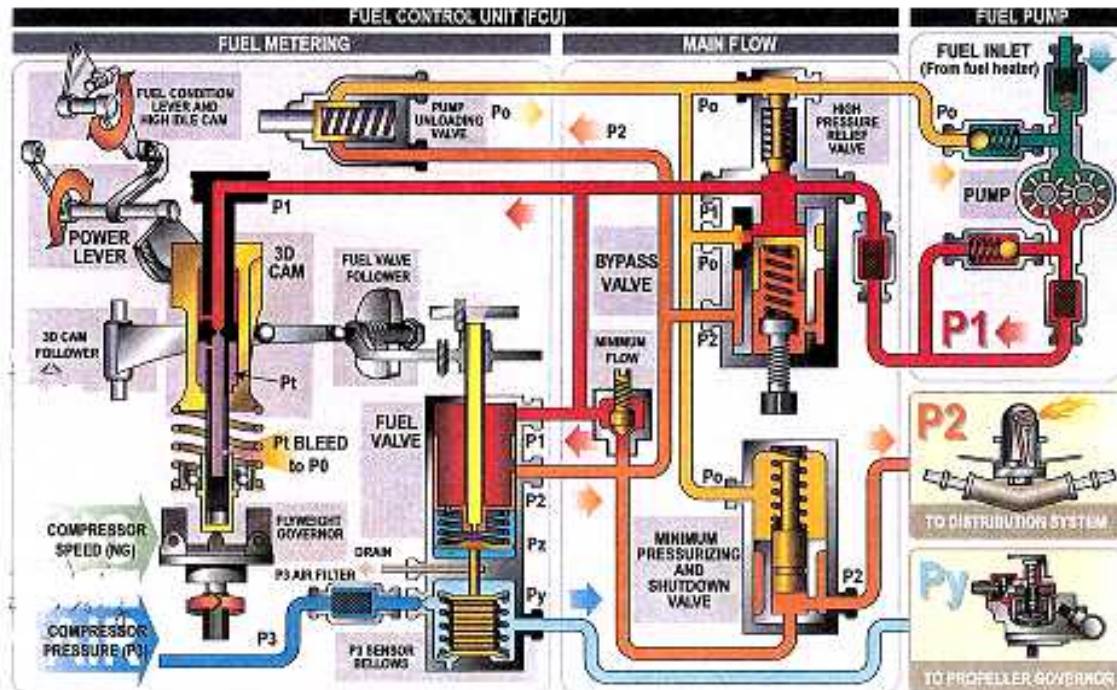 FUEL CONTROL UNIT (FCU)
FUEL PUMP
FUEL METERING
MAIN FLOW
FUEL INLET
(From fuel heater)
FUEL CONDITION
LEVER AND
HIGH IDLE CAM
PUMP
UNLOADING
VALVE
Po
P2
Po
HIGH
PRESSURE
RELIEF
VALVE
Po
PUMP
P1
POWER
LEVER
3D
CAM
FUEL VALVE
FOLLOWER
BYPASS
VALVE
P1
Po
P2
P1
3D CAM
FOLLOWER
Pt
MINIMUM
FLOW
Pt BLEED
to P0
FUEL
VALVE
P1
P2
Po
P2
TO DISTRIBUTION SYSTEM
COMPRESSOR
SPEED (NG)
FLYWEIGHT
GOVERNOR
Pz
DRAIN
P3 AIR FILTER
Py
MINIMUM
PRESSURIZING
AND
SHUTDOWN
VALVE
P2
Py
COMPRESSOR
PRESSURE (P3)
P3
P3 SENSOR
BELLOWS
TO PROPELLER GOVERNOR